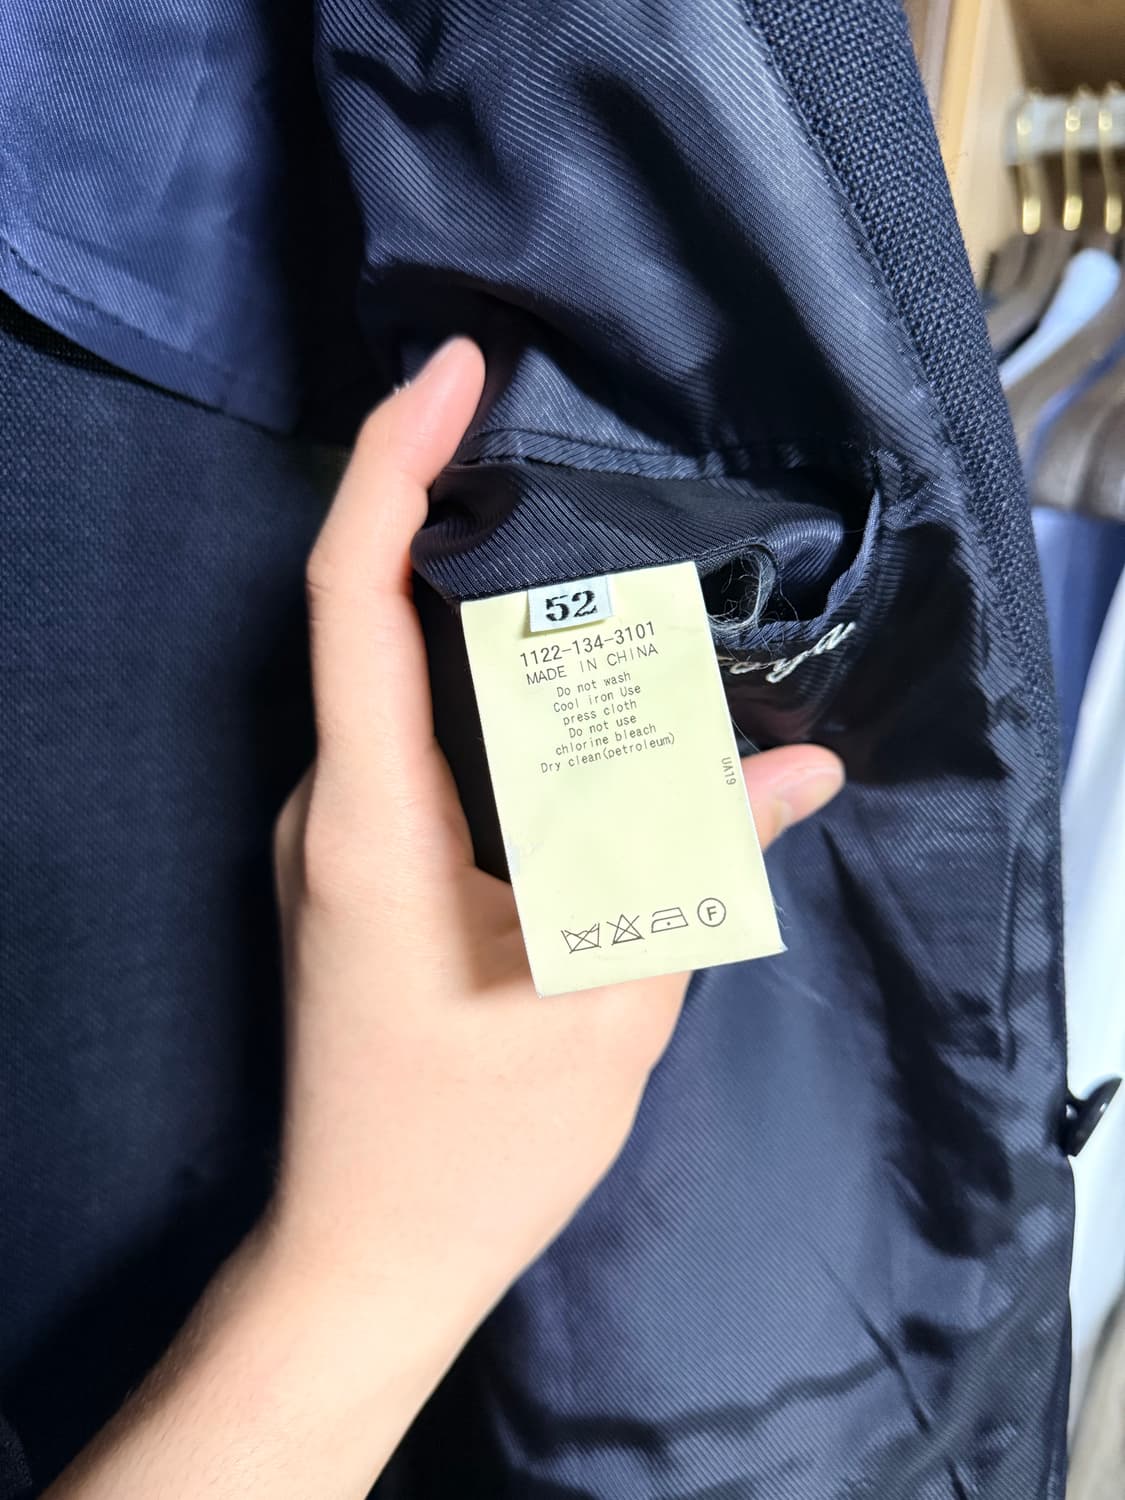 52
1122-134-3101
MADE IN CHINA
Do not wash
Cool iron Use
press cloth
Do not use
chlorine bleach
Dry clean(petroleum)
UA19
F